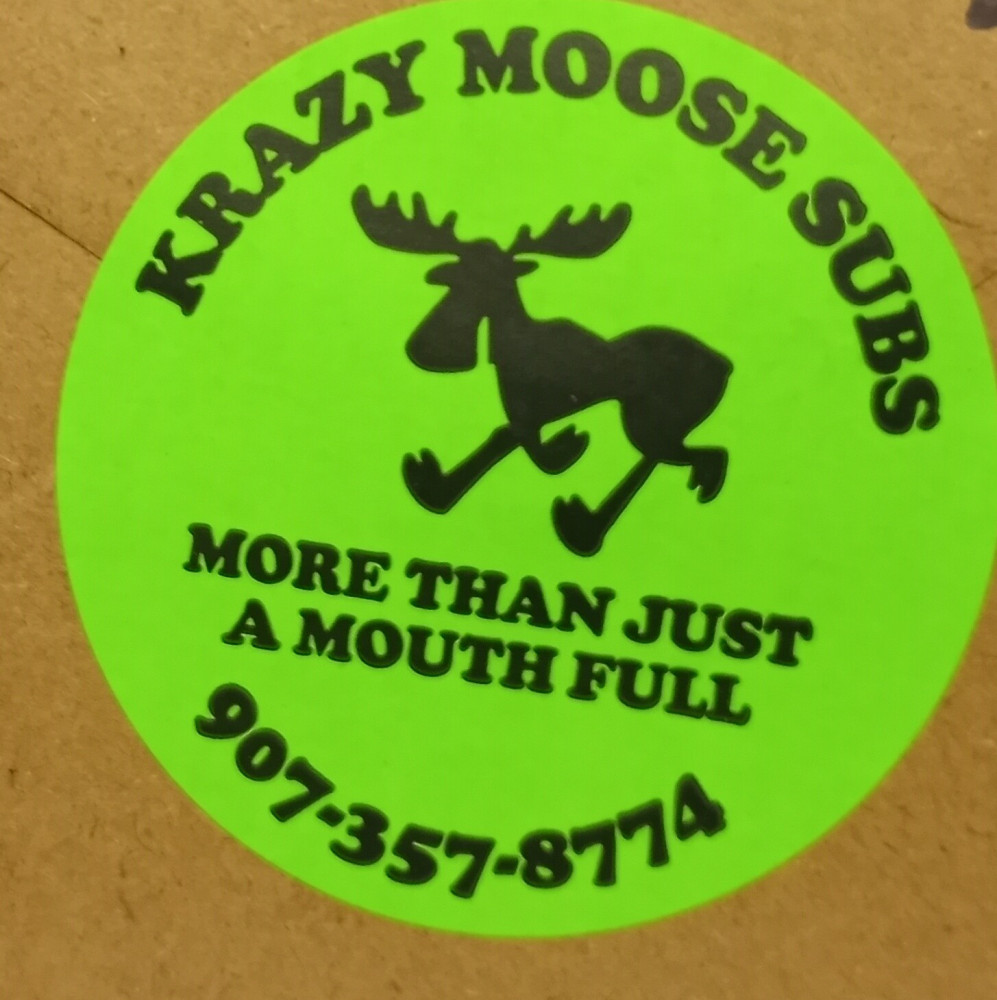 KRAZY MOOSE SUBS
MORE THAN JUST
A MOUTH FULL
907-357-8774